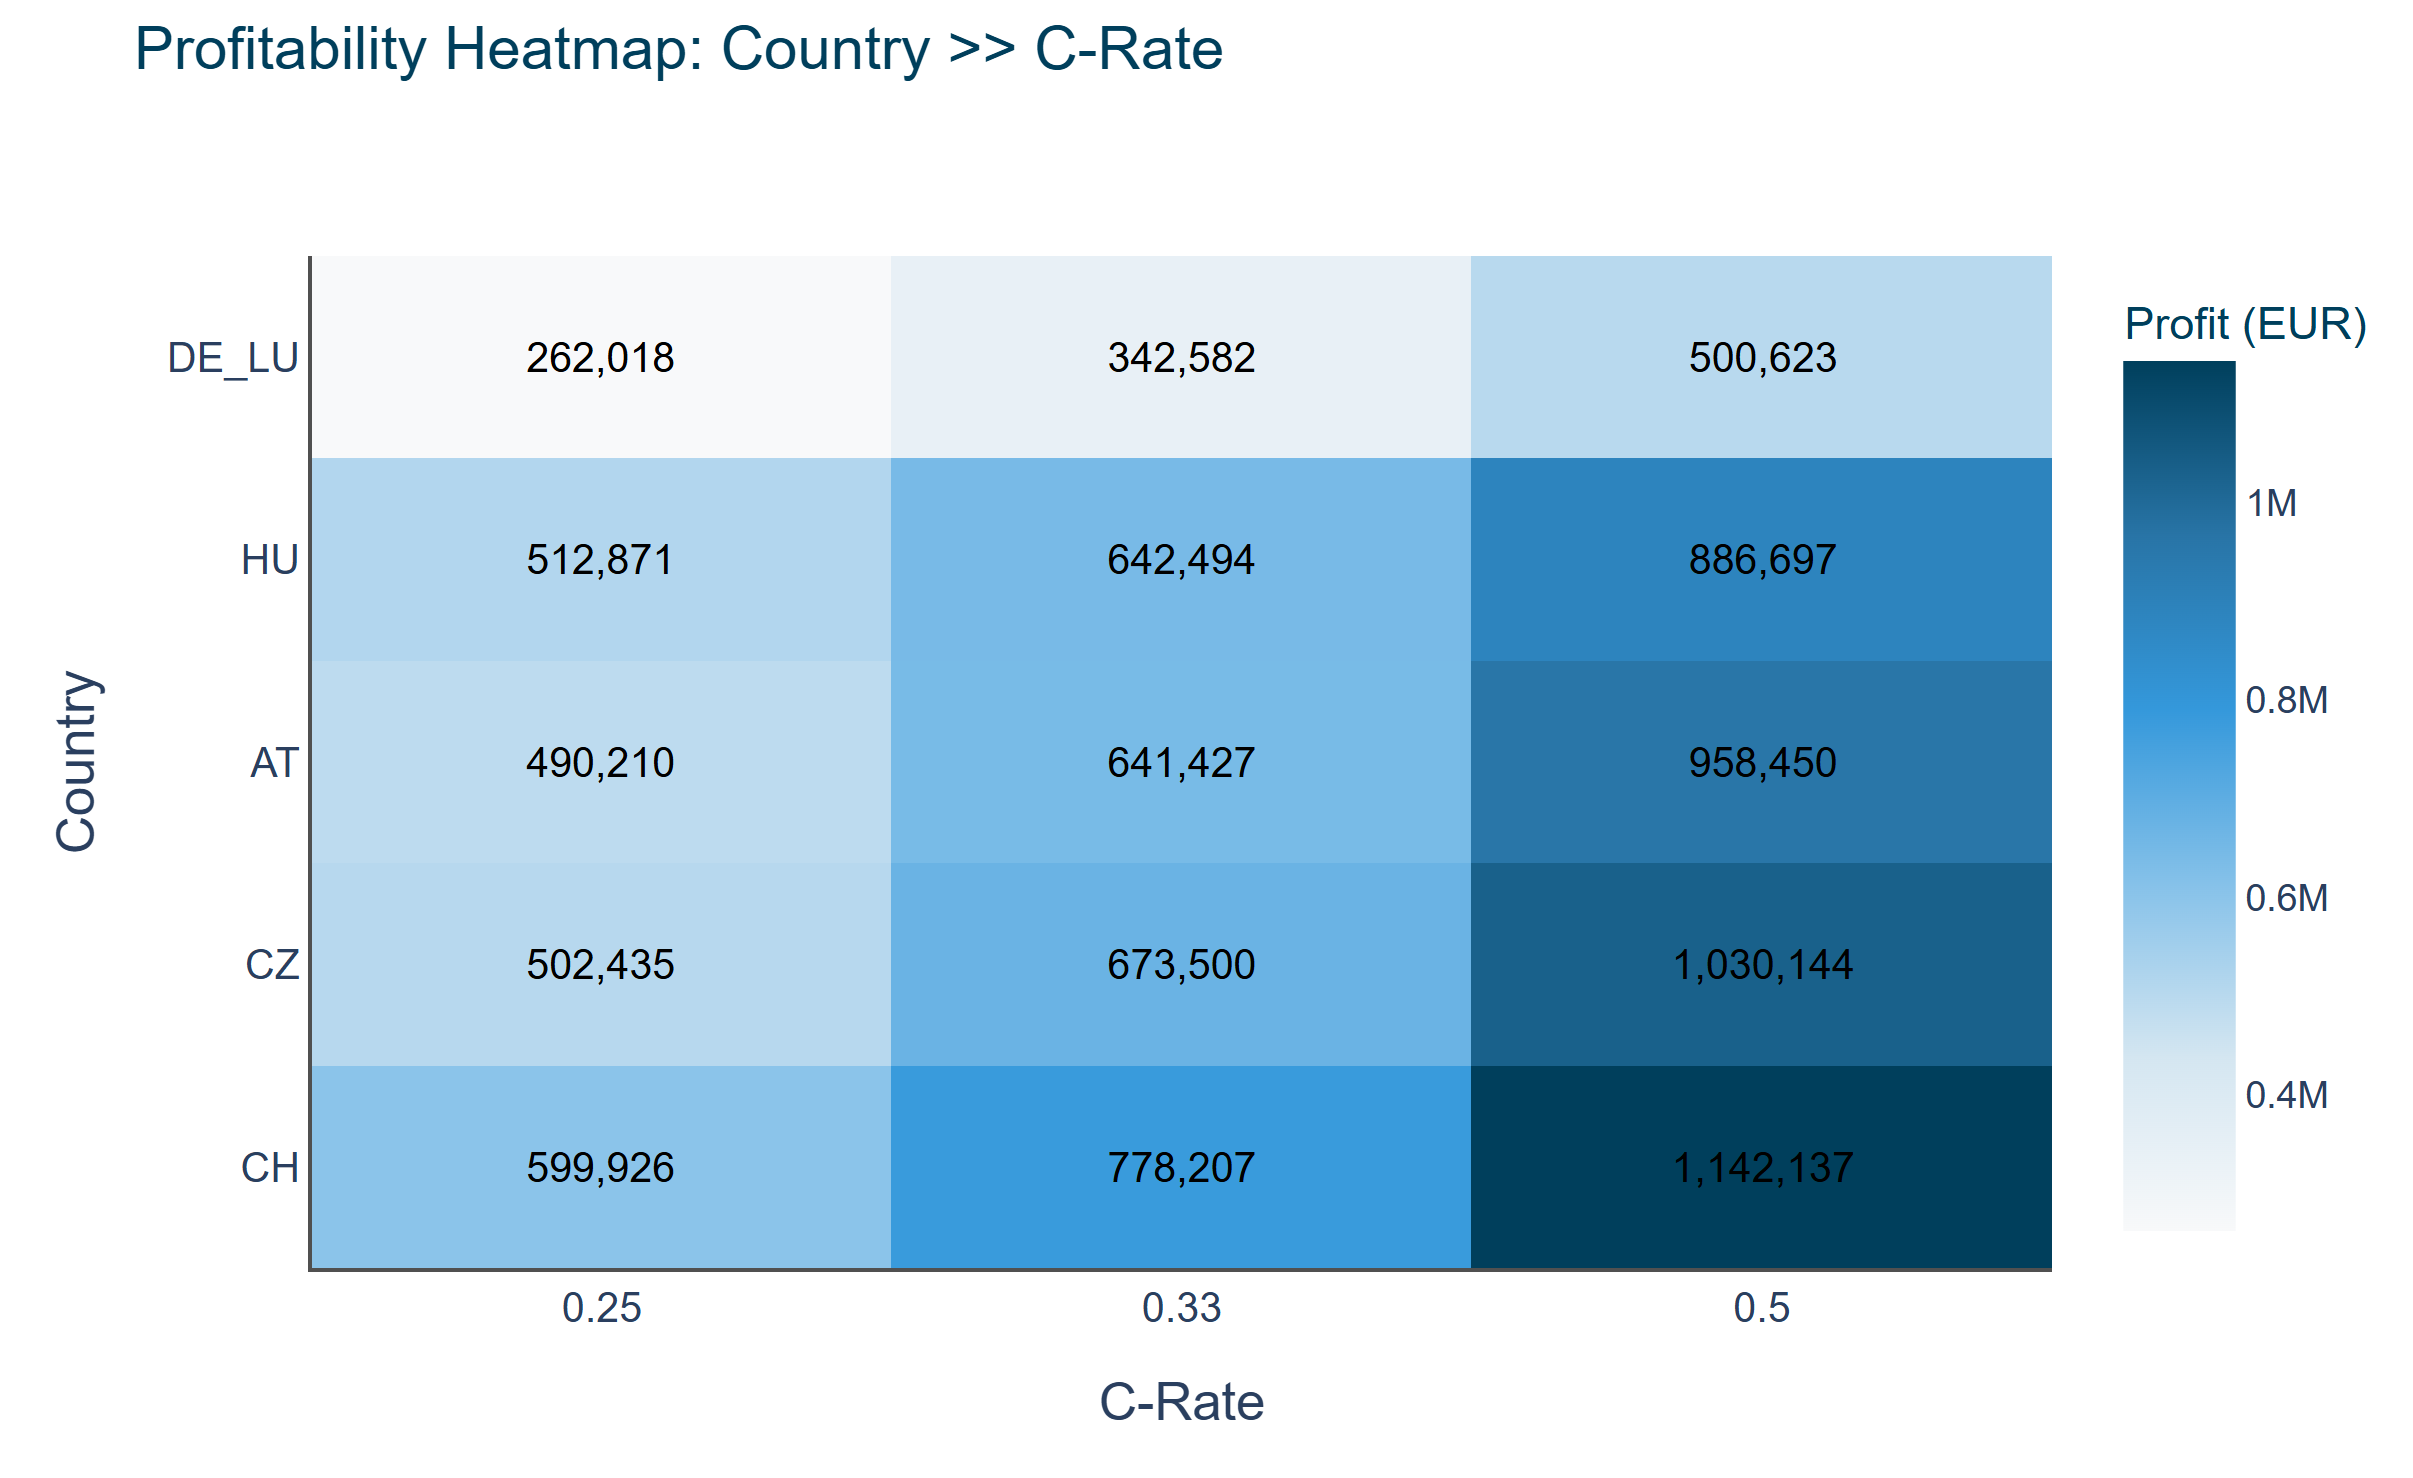 Profitability Heatmap: Country >> C-Rate
Profit (EUR)
DE_LU 262,018 342,582 500,623
HU 512,871 642,494 886,697
AT 490,210 641,427 958,450
CZ 502,435 673,500 1,030,144
CH 599,926 778,207 1,142,137
0.25 0.33 0.5
C-Rate
Country
1M
0.8M
0.6M
0.4M